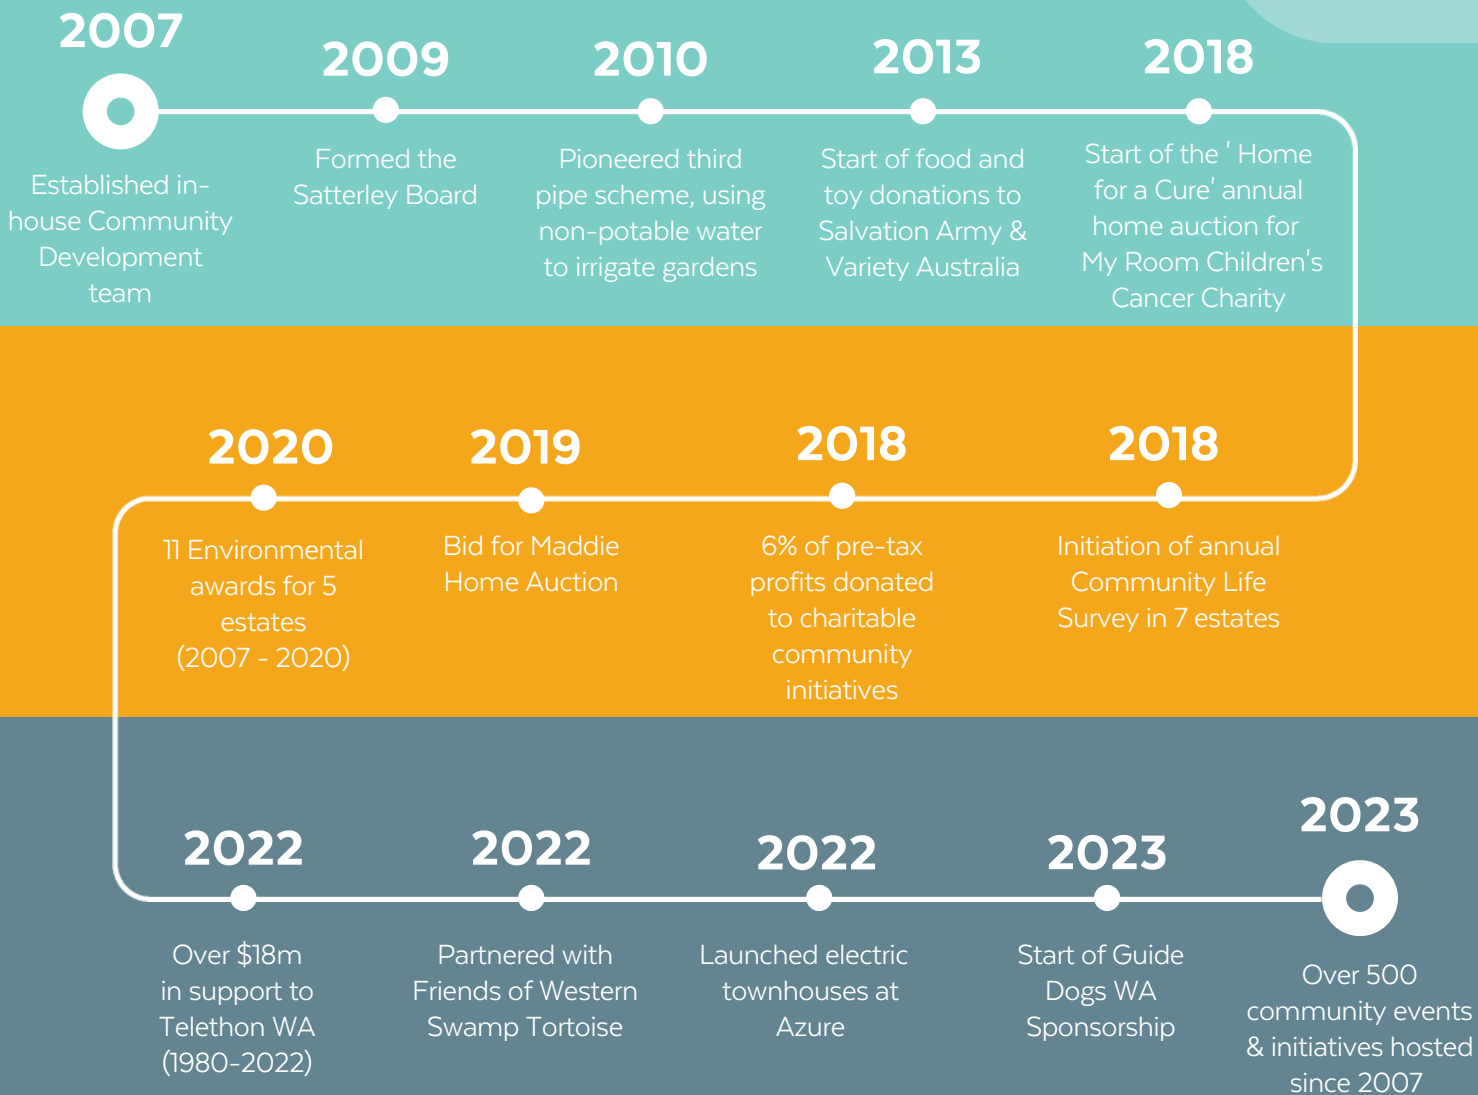 2007
Established in-
house Community
Development
team
2009
Formed the
Satterley Board
2010
Pioneered third
pipe scheme, using
non-potable water
to irrigate gardens
2013
Start of food and
toy donations to
Salvation Army &
Variety Australia
2018
Start of the ' Home
for a Cure' annual
home auction for
My Room Children's
Cancer Charity
2018
Initiation of annual
Community Life
Survey in 7 estates
2018
6% of pre-tax
profits donated
to charitable
community
initiatives
2019
Bid for Maddie
Home Auction
2020
11 Environmental
awards for 5
estates
(2007 - 2020)
2022
Over $18m
in support to
Telethon WA
(1980-2022)
2022
Partnered with
Friends of Western
Swamp Tortoise
2022
Launched electric
townhouses at
Azure
2023
Start of Guide
Dogs WA
Sponsorship
2023
Over 500
community events
& initiatives hosted
since 2007